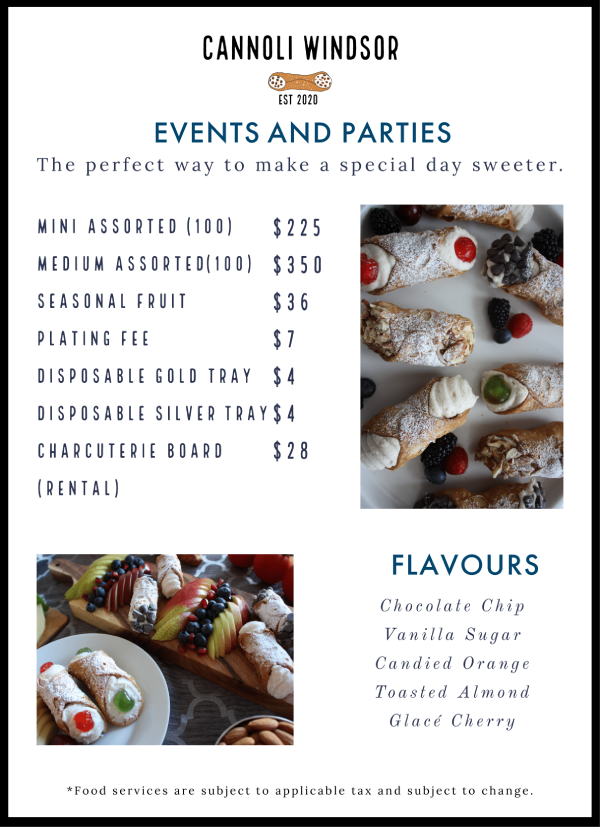 CANNOLI WINDSOR
EST 2020
EVENTS AND PARTIES
The perfect way to make a special day sweeter.
MINI ASSORTED (100) $225
MEDIUM ASSORTED(100) $350
SEASONAL FRUIT $36
PLATING FEE $7
DISPOSABLE GOLD TRAY $4
DISPOSABLE SILVER TRAY $4
CHARCUTERIE BOARD $28
(RENTAL)
FLAVOURS
Chocolate Chip
Vanilla Sugar
Candied Orange
Toasted Almond
Glacé Cherry
*Food services are subject to applicable tax and subject to change.